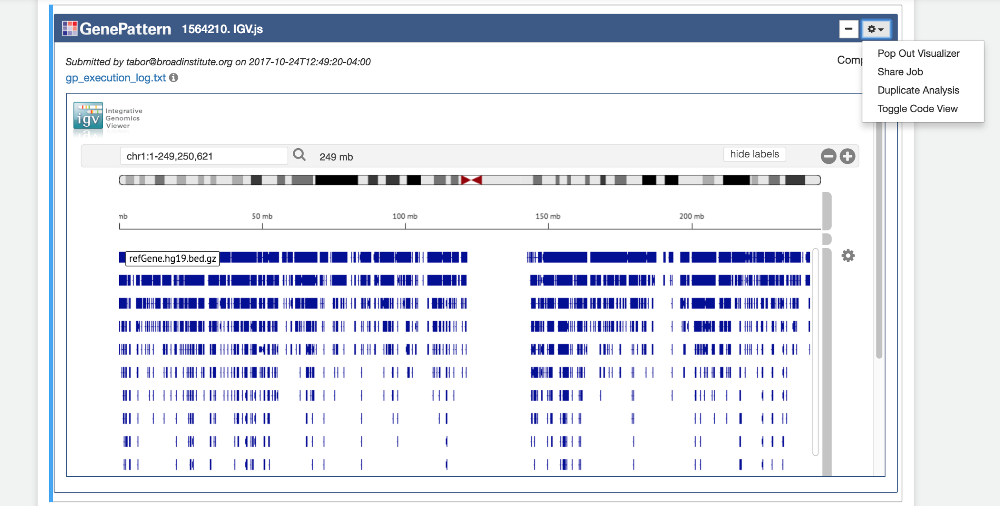 GenePattern 1564210. IGV.js
Submitted by tabor@broadinstitute.org on 2017-10-24T12:49:20-04:00
gp_execution_log.txt
Pop Out Visualizer
Share Job
Duplicate Analysis
Toggle Code View
igv
Integrative
Genomics
Viewer
chr1:1-249,250,621
249 mb
hide labels
mb 50 mb 100 mb 150 mb 200 mb
refGene.hg19.bed.gz